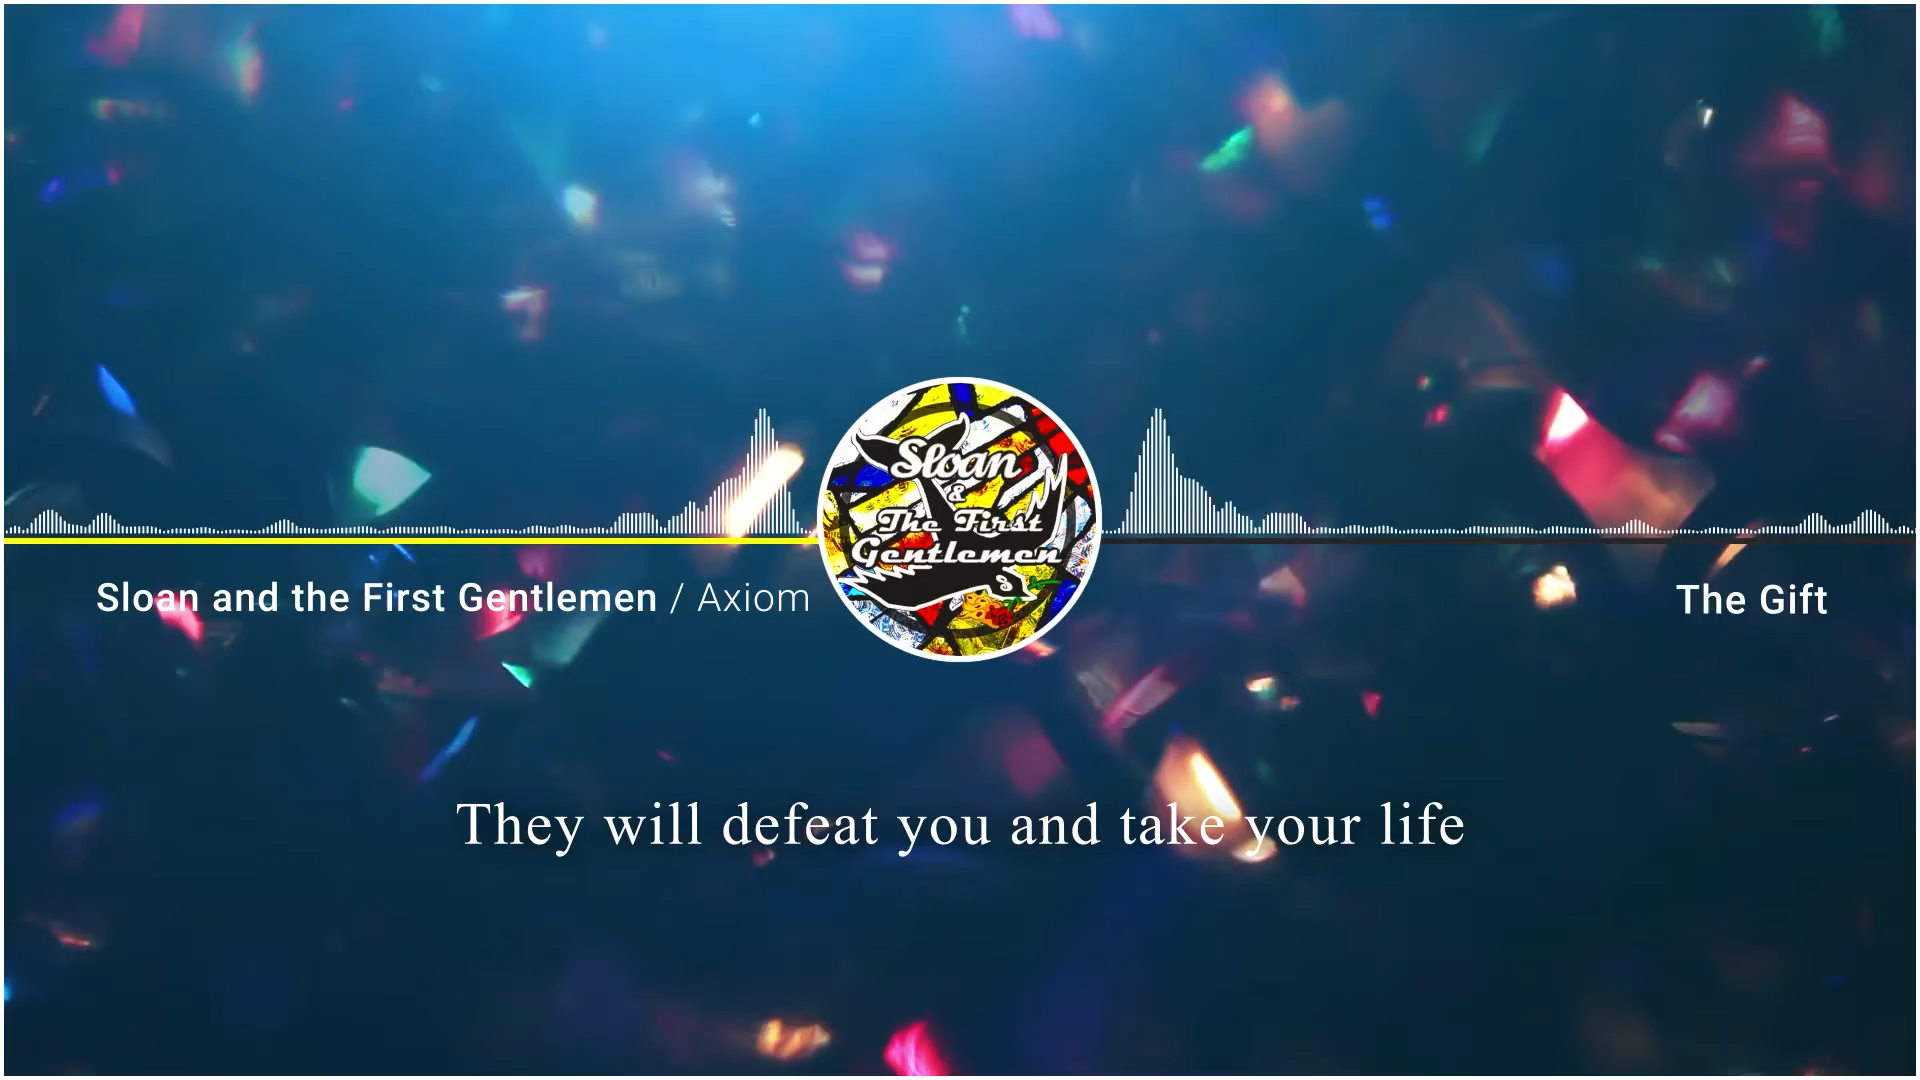 Sloan
&
The First
Gentlemen
Sloan and the First Gentlemen / Axiom
The Gift
They will defeat you and take your life